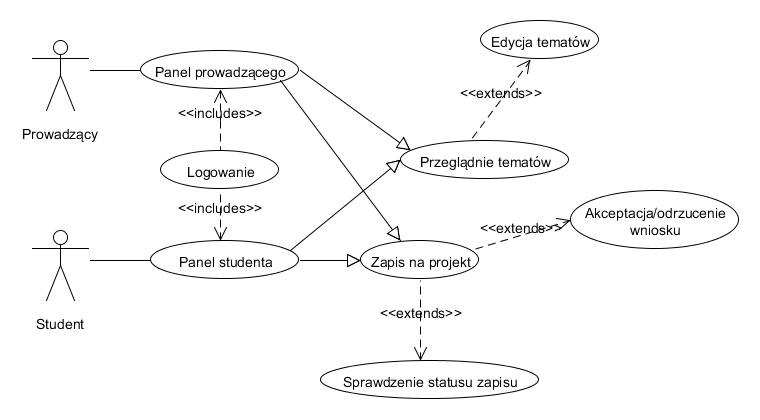 Edycja tematów
Panel prowadzącego
<<extends>>
<<includes>>
Prowadzący
Przeglądnie tematów
Logowanie
<<includes>>
Akceptacja/odrzucenie
wniosku
<<extends>>
Panel studenta
Zapis na projekt
<<extends>>
Student
Sprawdzenie statusu zapisu